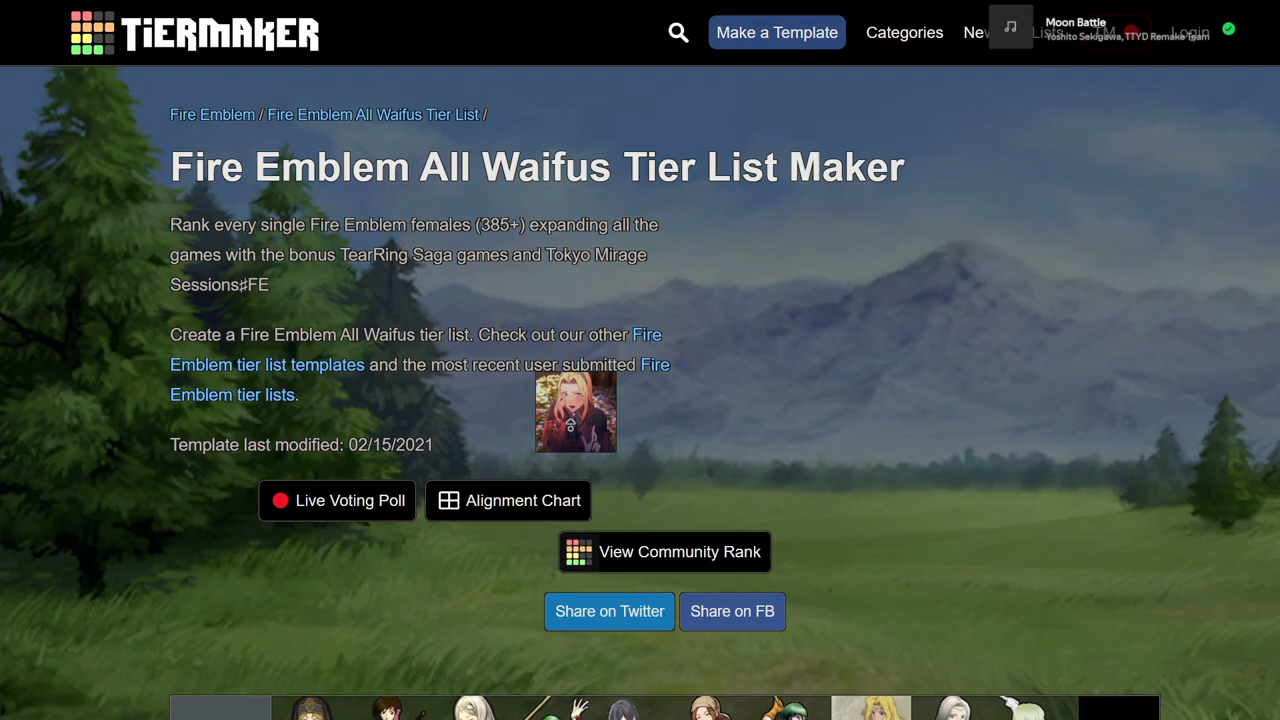 TiERMAKER
Make a Template
Categories
Lists
TM
Login
Moon Battle
Yoshito Sekigawa, TTYD Remake Team
Fire Emblem / Fire Emblem All Waifus Tier List /
Fire Emblem All Waifus Tier List Maker
Rank every single Fire Emblem females (385+) expanding all the
games with the bonus TearRing Saga games and Tokyo Mirage
Sessions♯FE
Create a Fire Emblem All Waifus tier list. Check out our other Fire
Emblem tier list templates and the most recent user submitted Fire
Emblem tier lists.
Template last modified: 02/15/2021
Live Voting Poll
Alignment Chart
View Community Rank
Share on Twitter
Share on FB